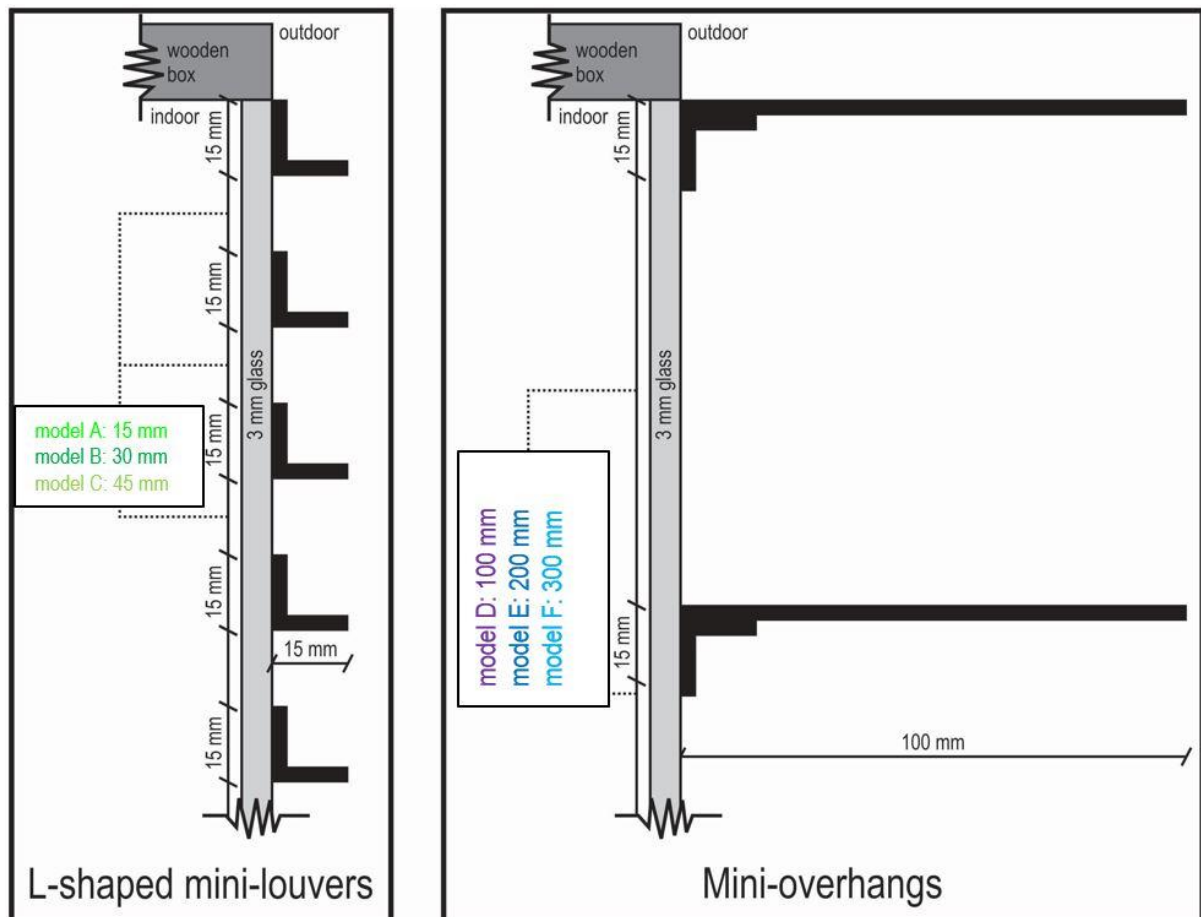 outdoor
wooden
box
indoor
15 mm
15 mm
3 mm glass
model A: 15 mm
model B: 30 mm
model C: 45 mm
15 mm
15 mm
15 mm
15 mm
L-shaped mini-louvers
outdoor
wooden
box
indoor
15 mm
3 mm glass
model D: 100 mm
model E: 200 mm
model F: 300 mm
15 mm
100 mm
Mini-overhangs